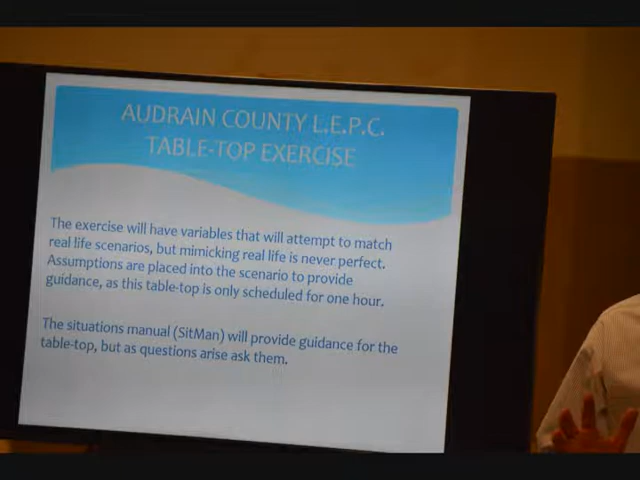 AUDRAIN COUNTY L.E.P.C.
TABLE-TOP EXERCISE
The exercise will have variables that will attempt to match
real life scenarios, but mimicking real life is never perfect.
Assumptions are placed into the scenario to provide
guidance, as this table-top is only scheduled for one hour.
The situations manual (SitMan) will provide guidance for the
table-top, but as questions arise ask them.